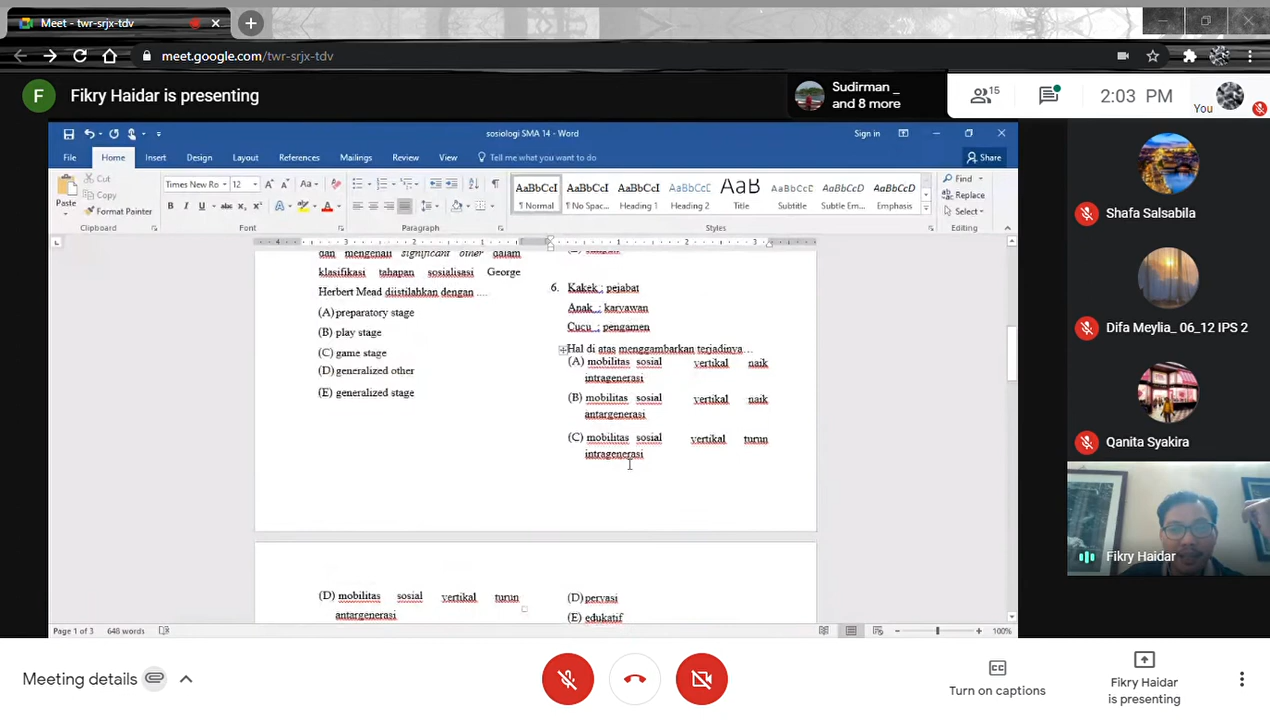 Meet - twr-srjx-tdv
meet.google.com/twr-srjx-tdv
F
Fikry Haidar is presenting
Sudirman _
and 8 more
15
2:03 PM
You
sosiologi SMA 14 - Word
Sign in
File Home Insert Design Layout References Mailings Review View Tell me what you want to do Share
Paste
Cut
Copy
Format Painter
Clipboard
Times New Ro 12
Font
Paragraph
AaBbCcI AaBbCcI AaBbCcI AaBbCcD AaB AaBbCcD AaBbCcD AaBbCcD
¶ Normal ¶ No Spac... Heading 1 Heading 2 Title Subtitle Subtle Em... Emphasis
Styles
Find
Replace
Select
Editing
dan mengenali significant other dalam
klasifikasi tahapan sosialisasi George
Herbert Mead diistilahkan dengan ....
(A) preparatory stage
(B) play stage
(C) game stage
(D) generalized other
(E) generalized stage
6. Kakek : pejabat
Anak : karyawan
Cucu : pengamen
Hal di atas menggambarkan terjadinya...
(A) mobilitas sosial vertikal naik
intragenerasi
(B) mobilitas sosial vertikal naik
antargenerasi
(C) mobilitas sosial vertikal turun
intragenerasi
(D) mobilitas sosial vertikal turun
antargenerasi
(D) pervasi
(E) edukatif
Page 1 of 3 648 words
100%
Shafa Salsabila
Difa Meylia_ 06_12 IPS 2
Qanita Syakira
Fikry Haidar
Meeting details
Turn on captions
Fikry Haidar
is presenting